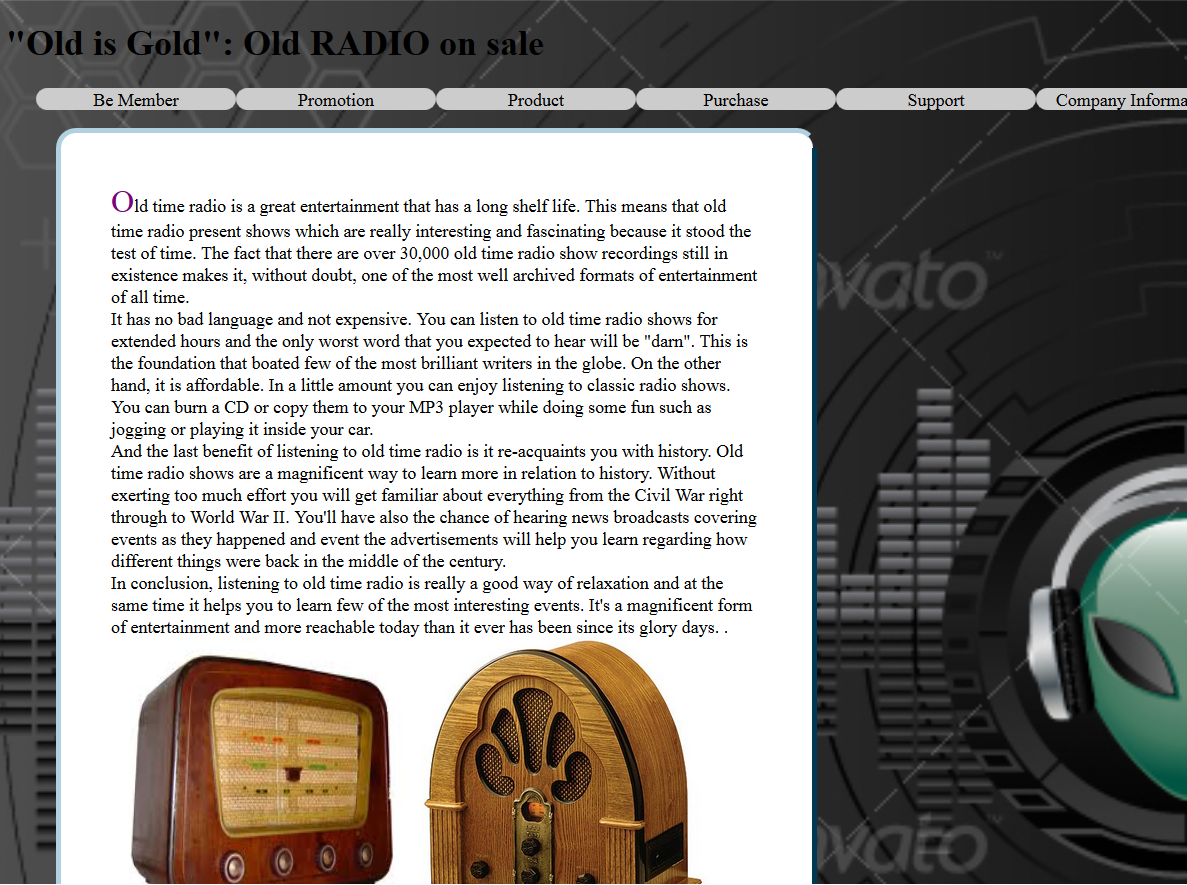 "Old is Gold": Old RADIO on sale
Be Member Promotion Product Purchase Support Company Informa
Old time radio is a great entertainment that has a long shelf life. This means that old
time radio present shows which are really interesting and fascinating because it stood the
test of time. The fact that there are over 30,000 old time radio show recordings still in
existence makes it, without doubt, one of the most well archived formats of entertainment
of all time.
It has no bad language and not expensive. You can listen to old time radio shows for
extended hours and the only worst word that you expected to hear will be "darn". This is
the foundation that boated few of the most brilliant writers in the globe. On the other
hand, it is affordable. In a little amount you can enjoy listening to classic radio shows.
You can burn a CD or copy them to your MP3 player while doing some fun such as
jogging or playing it inside your car.
And the last benefit of listening to old time radio is it re-acquaints you with history. Old
time radio shows are a magnificent way to learn more in relation to history. Without
exerting too much effort you will get familiar about everything from the Civil War right
through to World War II. You'll have also the chance of hearing news broadcasts covering
events as they happened and event the advertisements will help you learn regarding how
different things were back in the middle of the century.
In conclusion, listening to old time radio is really a good way of relaxation and at the
same time it helps you to learn few of the most interesting events. It's a magnificent form
of entertainment and more reachable today than it ever has been since its glory days. .
vato™
vato™